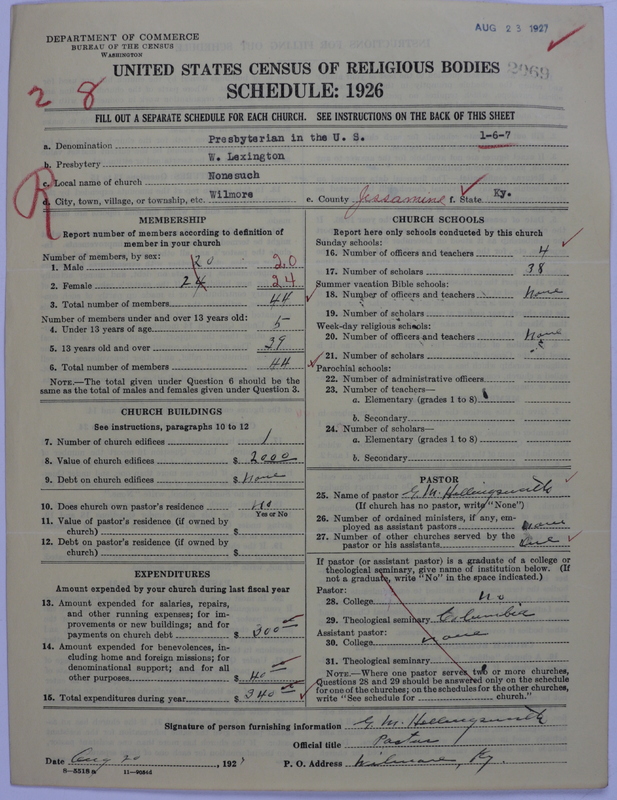 AUG 23 1927
DEPARTMENT OF COMMERCE
BUREAU OF THE CENSUS
WASHINGTON
UNITED STATES CENSUS OF RELIGIOUS BODIES
2969
SCHEDULE: 1926
2 8
FILL OUT A SEPARATE SCHEDULE FOR EACH CHURCH. SEE INSTRUCTIONS ON THE BACK OF THIS SHEET
a. Denomination Presbyterian in the U. S. 1-6-7
b. Presbytery W. Lexington
c. Local name of church Nonesuch
d. City, town, village, or township, etc. Wilmore e. County Jessamine f. State Ky.
R
MEMBERSHIP
Report number of members according to definition of
member in your church
Number of members, by sex:
1. Male 20 20
2. Female 24 24
3. Total number of members 44
Number of members under and over 13 years old:
4. Under 13 years of age 5
5. 13 years old and over 39
6. Total number of members 44
NOTE.—The total given under Question 6 should be the
same as the total of males and females given under Question 3.
CHURCH BUILDINGS
See instructions, paragraphs 10 to 12
7. Number of church edifices 1
8. Value of church edifices $ 2000
9. Debt on church edifices $ None
10. Does church own pastor's residence No
Yes or No
11. Value of pastor's residence (if owned by
church) $
12. Debt on pastor's residence (if owned by
church) $
EXPENDITURES
Amount expended by your church during last fiscal year
13. Amount expended for salaries, repairs,
and other running expenses; for im-
provements or new buildings; and for
payments on church debt $ 300
14. Amount expended for benevolences, in-
cluding home and foreign missions; for
denominational support; and for all
other purposes $ 40
15. Total expenditures during year $ 340
CHURCH SCHOOLS
Report here only schools conducted by this church
Sunday schools:
16. Number of officers and teachers 4
17. Number of scholars 38
Summer vacation Bible schools:
18. Number of officers and teachers None
19. Number of scholars
Week-day religious schools:
20. Number of officers and teachers None
21. Number of scholars
Parochial schools:
22. Number of administrative officers
23. Number of teachers—
a. Elementary (grades 1 to 8)
b. Secondary
24. Number of scholars—
a. Elementary (grades 1 to 8)
b. Secondary
PASTOR
25. Name of pastor G. M. Hollingsworth
(If church has no pastor, write "None")
26. Number of ordained ministers, if any, em-
ployed as assistant pastors None
27. Number of other churches served by the
pastor or his assistants
If pastor (or assistant pastor) is a graduate of a college or
theological seminary, give name of institution below. (If
not a graduate, write "No" in the space indicated.)
Pastor:
28. College No
29. Theological seminary Columbia
Assistant pastor:
30. College None
31. Theological seminary
NOTE.—Where one pastor serves two or more churches,
Questions 28 and 29 should be answered only on the schedule
for one of the churches; on the schedules for the other churches,
write "See schedule for church."
Signature of person furnishing information G. M. Hollingsworth
Official title Pastor
Date Aug 20, 1927 P. O. Address Wilmore, Ky.
8—5518a 11—9054d